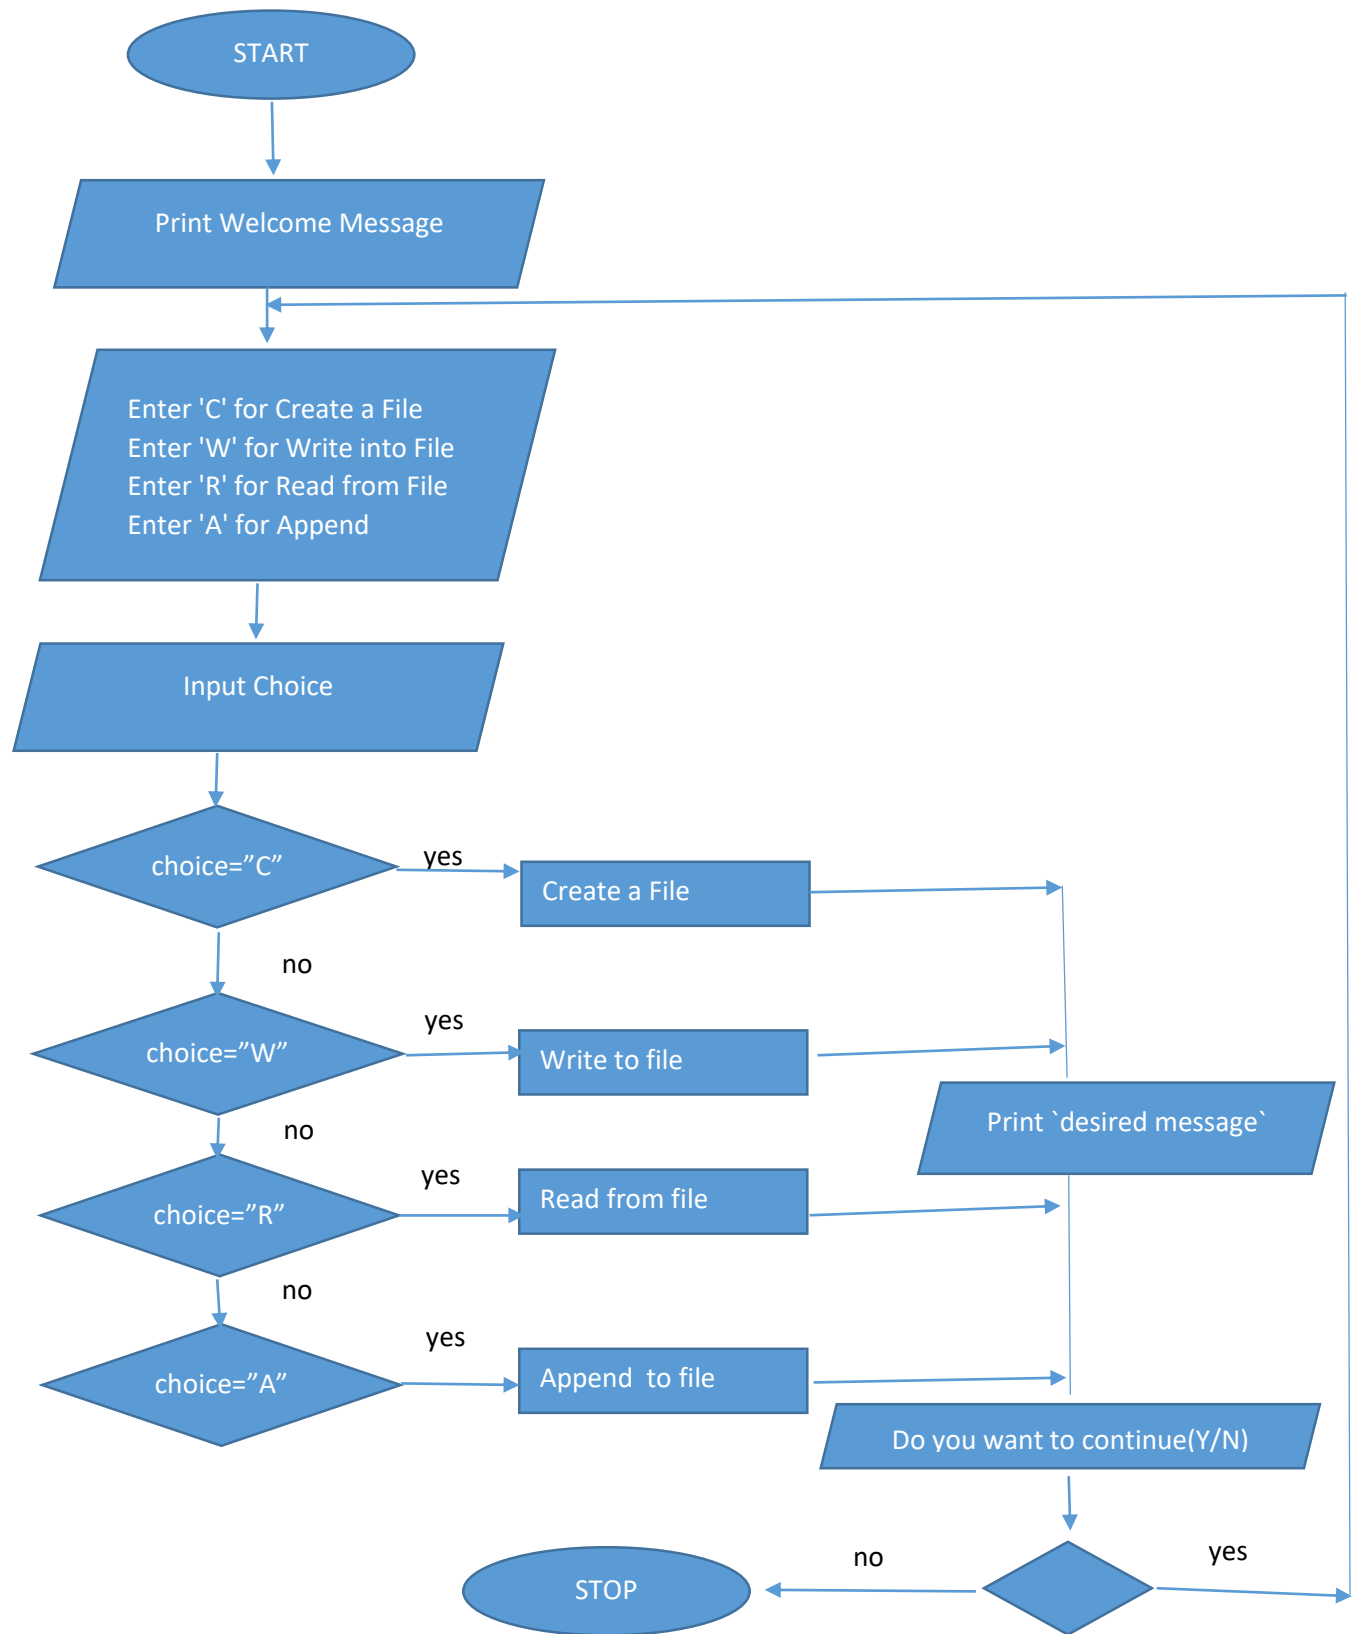 START
Print Welcome Message
Enter 'C' for Create a File
Enter 'W' for Write into File
Enter 'R' for Read from File
Enter 'A' for Append
Input Choice
choice=”C”
yes
Create a File
no
choice=”W”
yes
Write to file
Print `desired message`
no
choice=”R”
yes
Read from file
no
choice=”A”
yes
Append  to file
Do you want to continue(Y/N)
no
yes
STOP